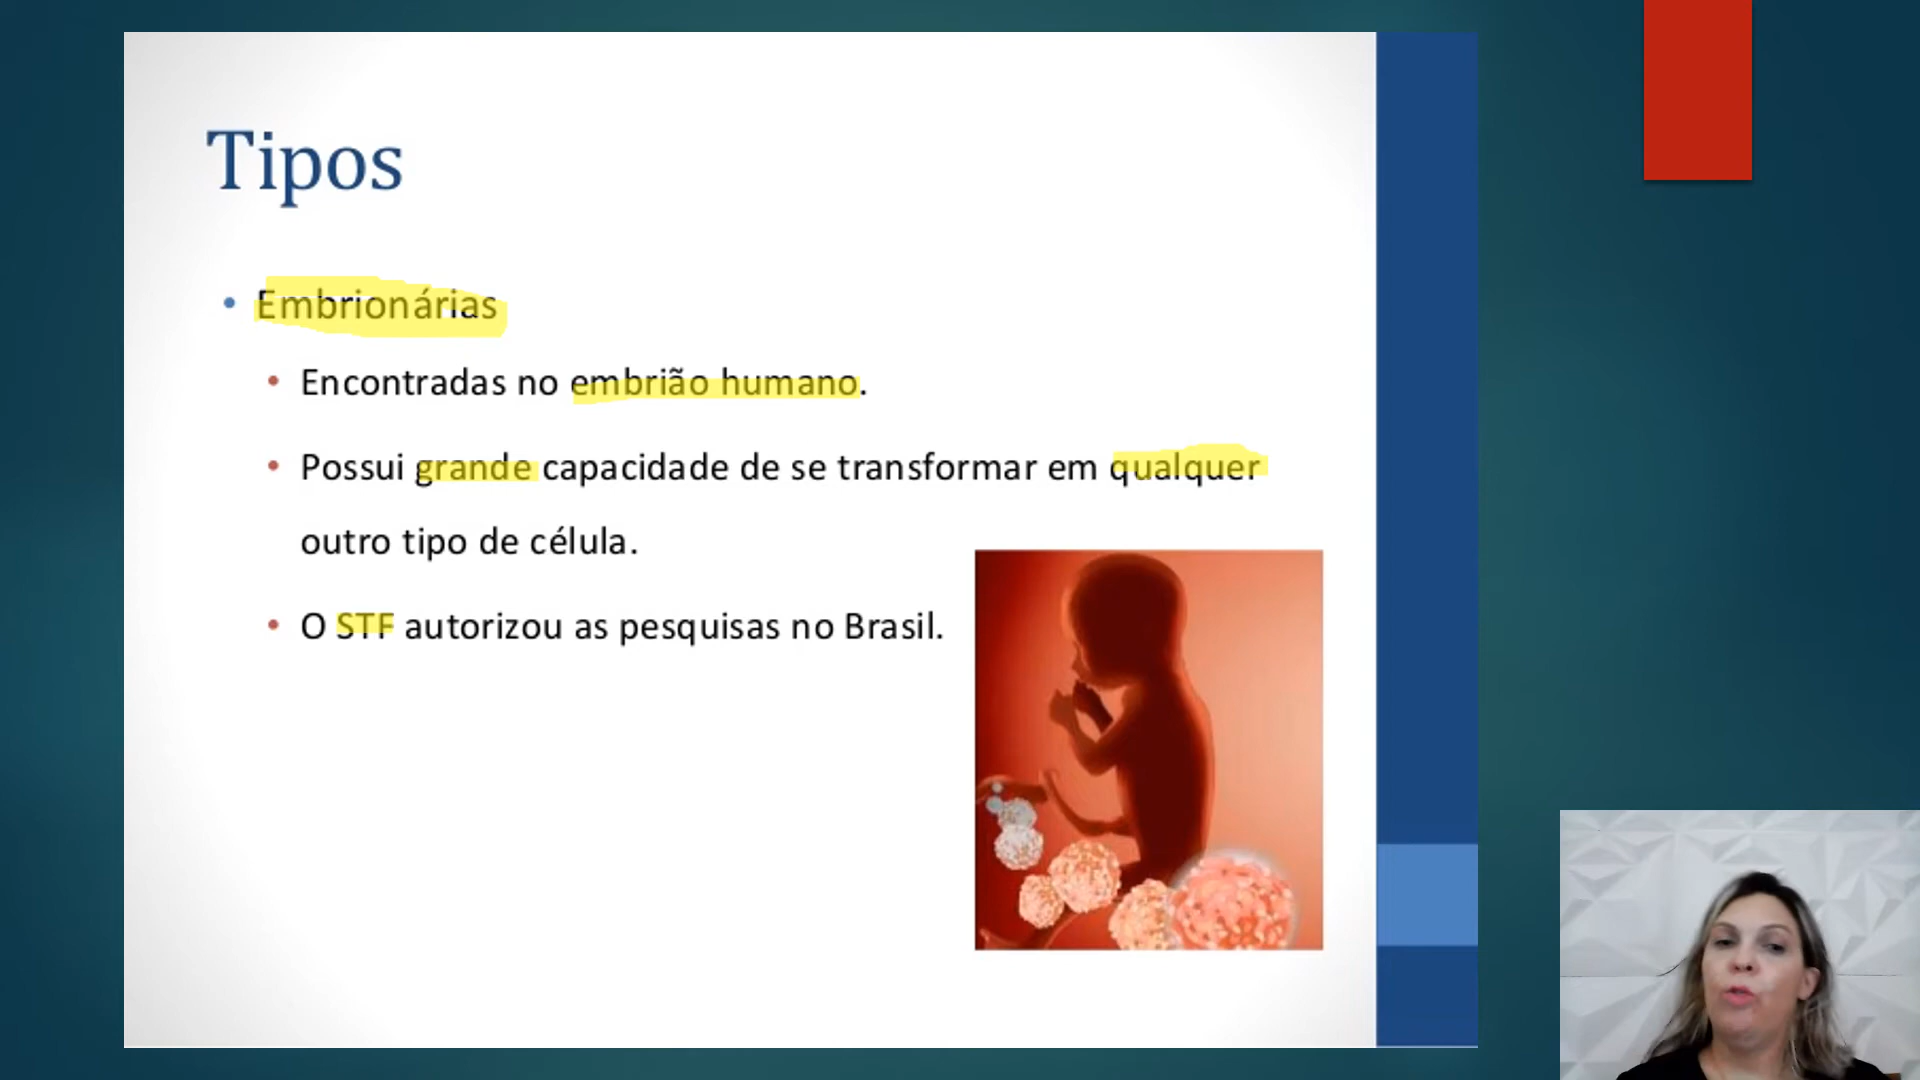 Tipos
• Embrionárias
• Encontradas no embrião humano.
• Possui grande capacidade de se transformar em qualquer
outro tipo de célula.
• O STF autorizou as pesquisas no Brasil.